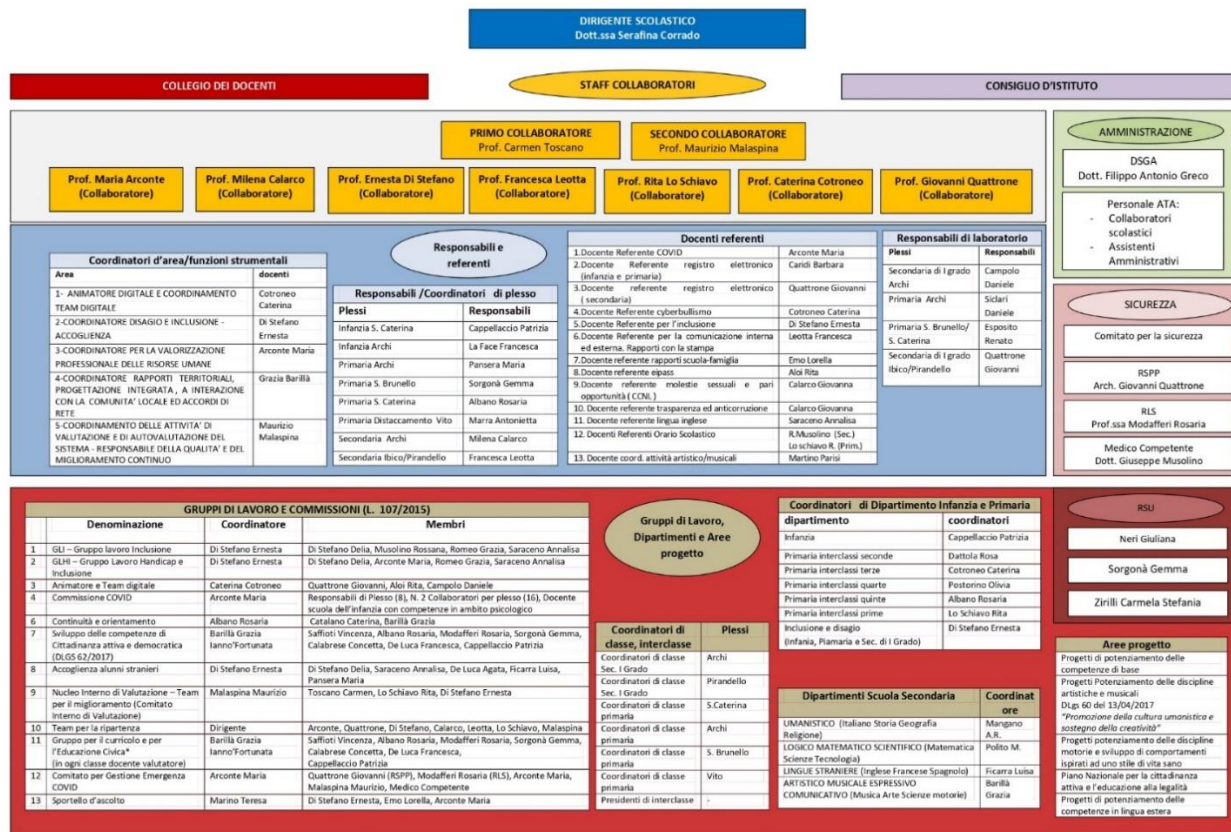 DIRIGENTE SCOLASTICO
Dott.ssa Serafina Corrado
COLLEGIO DEI DOCENTI
STAFF COLLABORATORI
CONSIGLIO D'ISTITUTO
PRIMO COLLABORATORE
Prof. Carmen Toscano
SECONDO COLLABORATORE
Prof. Maurizio Malaspina
Prof. Maria Arconte
(Collaboratore)
Prof. Milena Calarco
(Collaboratore)
Prof. Ernesta Di Stefano
(Collaboratore)
Prof. Francesca Leotta
(Collaboratore)
Prof. Rita Lo Schiavo
(Collaboratore)
Prof. Caterina Cotroneo
(Collaboratore)
Prof. Giovanni Quattrone
(Collaboratore)
AMMINISTRAZIONE
DSGA
Dott. Filippo Antonio Greco
Personale ATA:
- Collaboratori
scolastici
- Assistenti
Amministrativi
Coordinatori d'area/funzioni strumentali
Area docenti
1- ANIMATORE DIGITALE E COORDINAMENTO Cotroneo
TEAM DIGITALE Caterina
2-COORDINATORE DISAGIO E INCLUSIONE - Di Stefano
ACCOGLIENZA Ernesta
3-COORDINATORE PER LA VALORIZZAZIONE Arconte Maria
PROFESSIONALE DELLE RISORSE UMANE
4-COORDINATORE RAPPORTI TERRITORIALI, Grazia Barillà
PROGETTAZIONE INTEGRATA , A INTERAZIONE
CON LA COMUNITA' LOCALE ED ACCORDI DI
RETE
5-COORDINAMENTO DELLE ATTIVITA' DI Maurizio
VALUTAZIONE E DI AUTOVALUTAZIONE DEL Malaspina
SISTEMA - RESPONSABILE DELLA QUALITA' E DEL
MIGLIORAMENTO CONTINUO
Responsabili e
referenti
Responsabili /Coordinatori di plesso
Plessi Responsabili
Infanzia S. Caterina Cappellaccio Patrizia
Infanzia Archi La Face Francesca
Primaria Archi Pansera Maria
Primaria S. Brunello Sorgonà Gemma
Primaria S. Caterina Albano Rosaria
Primaria Distaccamento Vito Marra Antonietta
Secondaria Archi Milena Calarco
Secondaria Ibico/Pirandello Francesca Leotta
Docenti referenti
1.Docente Referente COVID Arconte Maria
2.Docente Referente registro elettronico Caridi Barbara
(infanzia e primaria)
3.Docente referente registro elettronico Quattrone Giovanni
( secondaria)
4.Docente Referente cyberbullismo Cotroneo Caterina
5.Docente Referente per l'inclusione Di Stefano Ernesta
6.Docente Referente per la comunicazione interna Leotta Francesca
ed esterna. Rapporti con la stampa
7.Docente referente rapporti scuola-famiglia Emo Lorella
8.Docente referente eipass Aloi Rita
9.Docente referente molestie sessuali e pari Calarco Giovanna
opportunità ( CCNL )
10. Docente referente trasparenza ed anticorruzione Calarco Giovanna
11. Docente referente lingua inglese Saraceno Annalisa
12. Docenti Referenti Orario Scolastico R.Musolino (Sec.)
Lo schiavo R. (Prim.)
13. Docente coord. attività artistico/musicali Martino Parisi
Responsabili di laboratorio
Plessi Responsabili
Secondaria di I grado Campolo
Archi Daniele
Primaria Archi Siclari
Daniele
Primaria S. Brunello/ Esposito
S. Caterina Renato
Secondaria di I grado Quattrone
Ibico/Pirandello Giovanni
SICUREZZA
Comitato per la sicurezza
RSPP
Arch. Giovanni Quattrone
RLS
Prof.ssa Modafferi Rosaria
Medico Competente
Dott. Giuseppe Musolino
GRUPPI DI LAVORO E COMMISSIONI (L. 107/2015)
Denominazione Coordinatore Membri
1 GLI – Gruppo lavoro Inclusione Di Stefano Ernesta Di Stefano Delia, Musolino Rossana, Romeo Grazia, Saraceno Annalisa
2 GLHI – Gruppo Lavoro Handicap e Di Stefano Ernesta Di Stefano Delia, Arconte Maria, Romeo Grazia, Saraceno Annalisa
Inclusione
3 Animatore e Team digitale Caterina Cotroneo Quattrone Giovanni, Aloi Rita, Campolo Daniele
4 Commissione COVID Arconte Maria Responsabili di Plesso (8), N. 2 Collaboratori per plesso (16), Docente
scuola dell'infanzia con competenze in ambito psicologico
6 Continuità e orientamento Albano Rosaria Catalano Caterina, Barillà Grazia
7 Sviluppo delle competenze di Barillà Grazia Saffioti Vincenza, Albano Rosaria, Modafferi Rosaria, Sorgonà Gemma,
Cittadinanza attiva e democratica Ianno'Fortunata Calabrese Concetta, De Luca Francesca, Cappellaccio Patrizia
(DLGS 62/2017)
8 Accoglienza alunni stranieri Di Stefano Ernesta Di Stefano Delia, Saraceno Annalisa, De Luca Agata, Ficarra Luisa,
Pansera Maria
9 Nucleo Interno di Valutazione – Team Malaspina Maurizio Toscano Carmen, Lo Schiavo Rita, Di Stefano Ernesta
per il miglioramento (Comitato
Interno di Valutazione)
10 Team per la ripartenza Dirigente Arconte, Quattrone, Di Stefano, Calarco, Leotta, Lo Schiavo, Malaspina
11 Gruppo per il curricolo e per Barillà Grazia Saffioti Vincenza, Albano Rosaria, Modafferi Rosaria, Sorgonà Gemma,
l'Educazione Civica* Ianno'Fortunata Calabrese Concetta, De Luca Francesca,
(in ogni classe docente valutatore) Cappellaccio Patrizia
12 Comitato per Gestione Emergenza Arconte Maria Quattrone Giovanni (RSPP), Modafferi Rosaria (RLS), Arconte Maria,
COVID Malaspina Maurizio, Medico Competente
13 Sportello d'ascolto Marino Teresa Di Stefano Ernesta, Emo Lorella, Arconte Maria
Gruppi di Lavoro,
Dipartimenti e Aree
progetto
Coordinatori di Plessi
classe, interclasse
Coordinatori di classe Archi
Sec. I Grado
Coordinatori di classe Pirandello
Sec. I Grado
Coordinatori di classe S.Caterina
primaria
Coordinatori di classe Archi
primaria
Coordinatori di classe S. Brunello
primaria
Coordinatori di classe Vito
primaria
Presidenti di interclasse -
Coordinatori di Dipartimento Infanzia e Primaria
dipartimento coordinatori
Infanzia Cappellaccio Patrizia
Primaria interclassi seconde Dattola Rosa
Primaria interclassi terze Cotroneo Caterina
Primaria interclassi quarte Postorino Olivia
Primaria interclassi quinte Albano Rosaria
Primaria interclassi prime Lo Schiavo Rita
Inclusione e disagio Di Stefano Ernesta
(Infania, Piamaria e Sec. di I Grado)
Dipartimenti Scuola Secondaria Coordinat
ore
UMANISTICO (Italiano Storia Geografia Mangano
Religione) A.R.
LOGICO MATEMATICO SCIENTIFICO (Matematica Polito M.
Scienze Tecnologia)
LINGUE STRANIERE (Inglese Francese Spagnolo) Ficarra Luisa
ARTISTICO MUSICALE ESPRESSIVO Barillà
COMUNICATIVO (Musica Arte Scienze motorie) Grazia
RSU
Neri Giuliana
Sorgonà Gemma
Zirilli Carmela Stefania
Aree progetto
Progetti di potenziamento delle
competenze di base
Progetti Potenziamento delle discipline
artistiche e musicali
DLgs 60 del 13/04/2017
"Promozione della cultura umanistica e
sostegno della creatività"
Progetti potenziamento delle discipline
motorie e sviluppo di comportamenti
ispirati ad uno stile di vita sano
Piano Nazionale per la cittadinanza
attiva e l'educazione alla legalità
Progetti di potenziamento delle
competenze in lingua estera